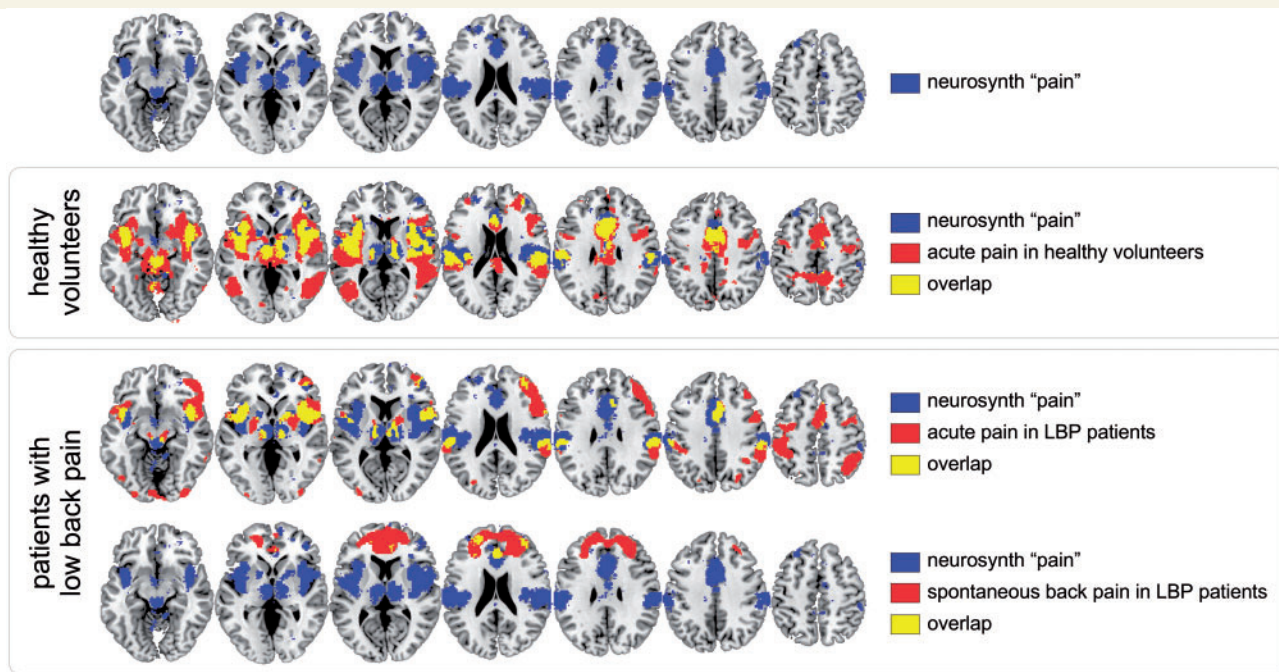 neurosynth “pain”
healthy
volunteers
neurosynth “pain”
acute pain in healthy volunteers
overlap
patients with
low back pain
neurosynth “pain”
acute pain in LBP patients
overlap
neurosynth “pain”
spontaneous back pain in LBP patients
overlap